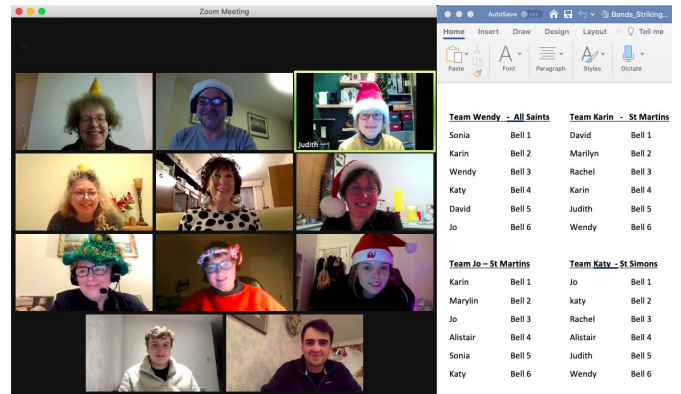 Zoom Meeting
Judith
AutoSave OFF Bands_Striking...
Home Insert Draw Design Layout >> Tell me
Paste Font Paragraph Styles Dictate
Team Wendy - All Saints
Sonia Bell 1
Karin Bell 2
Wendy Bell 3
Katy Bell 4
David Bell 5
Jo Bell 6
Team Karin - St Martins
David Bell 1
Marilyn Bell 2
Rachel Bell 3
Karin Bell 4
Judith Bell 5
Wendy Bell 6
Team Jo – St Martins
Karin Bell 1
Marylin Bell 2
Jo Bell 3
Alistair Bell 4
Sonia Bell 5
Katy Bell 6
Team Katy - St Simons
Jo Bell 1
katy Bell 2
Rachel Bell 3
Alistair Bell 4
Judith Bell 5
Wendy Bell 6